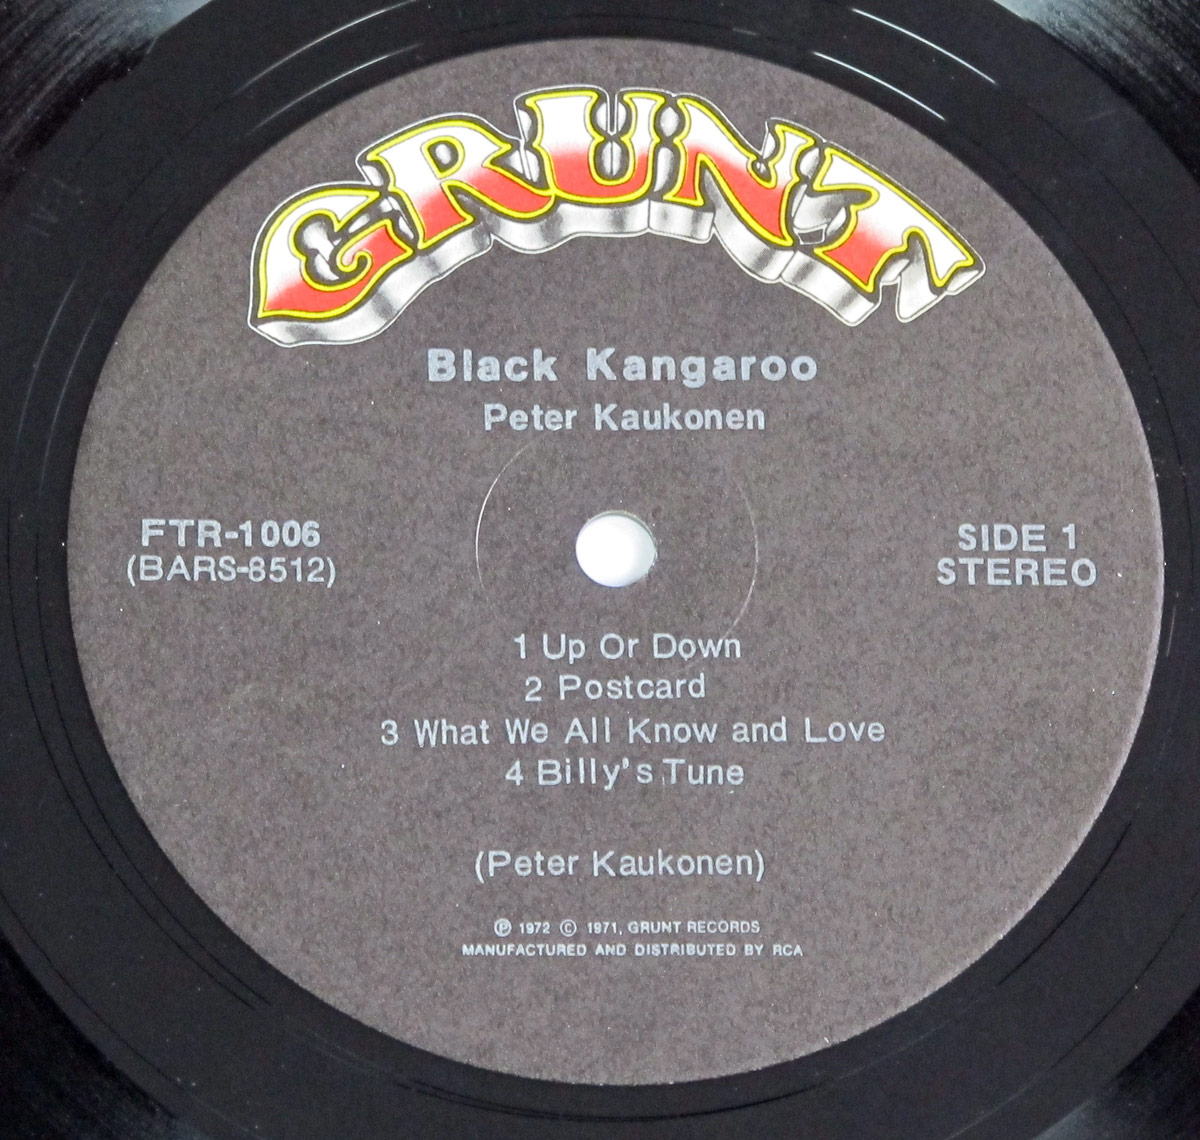 GRUNT
Black Kangaroo
Peter Kaukonen
FTR-1006
(BARS-8512)
SIDE 1
STEREO
1 Up Or Down
2 Postcard
3 What We All Know and Love
4 Billy's Tune
(Peter Kaukonen)
℗ 1972 © 1971, GRUNT RECORDS
MANUFACTURED AND DISTRIBUTED BY RCA